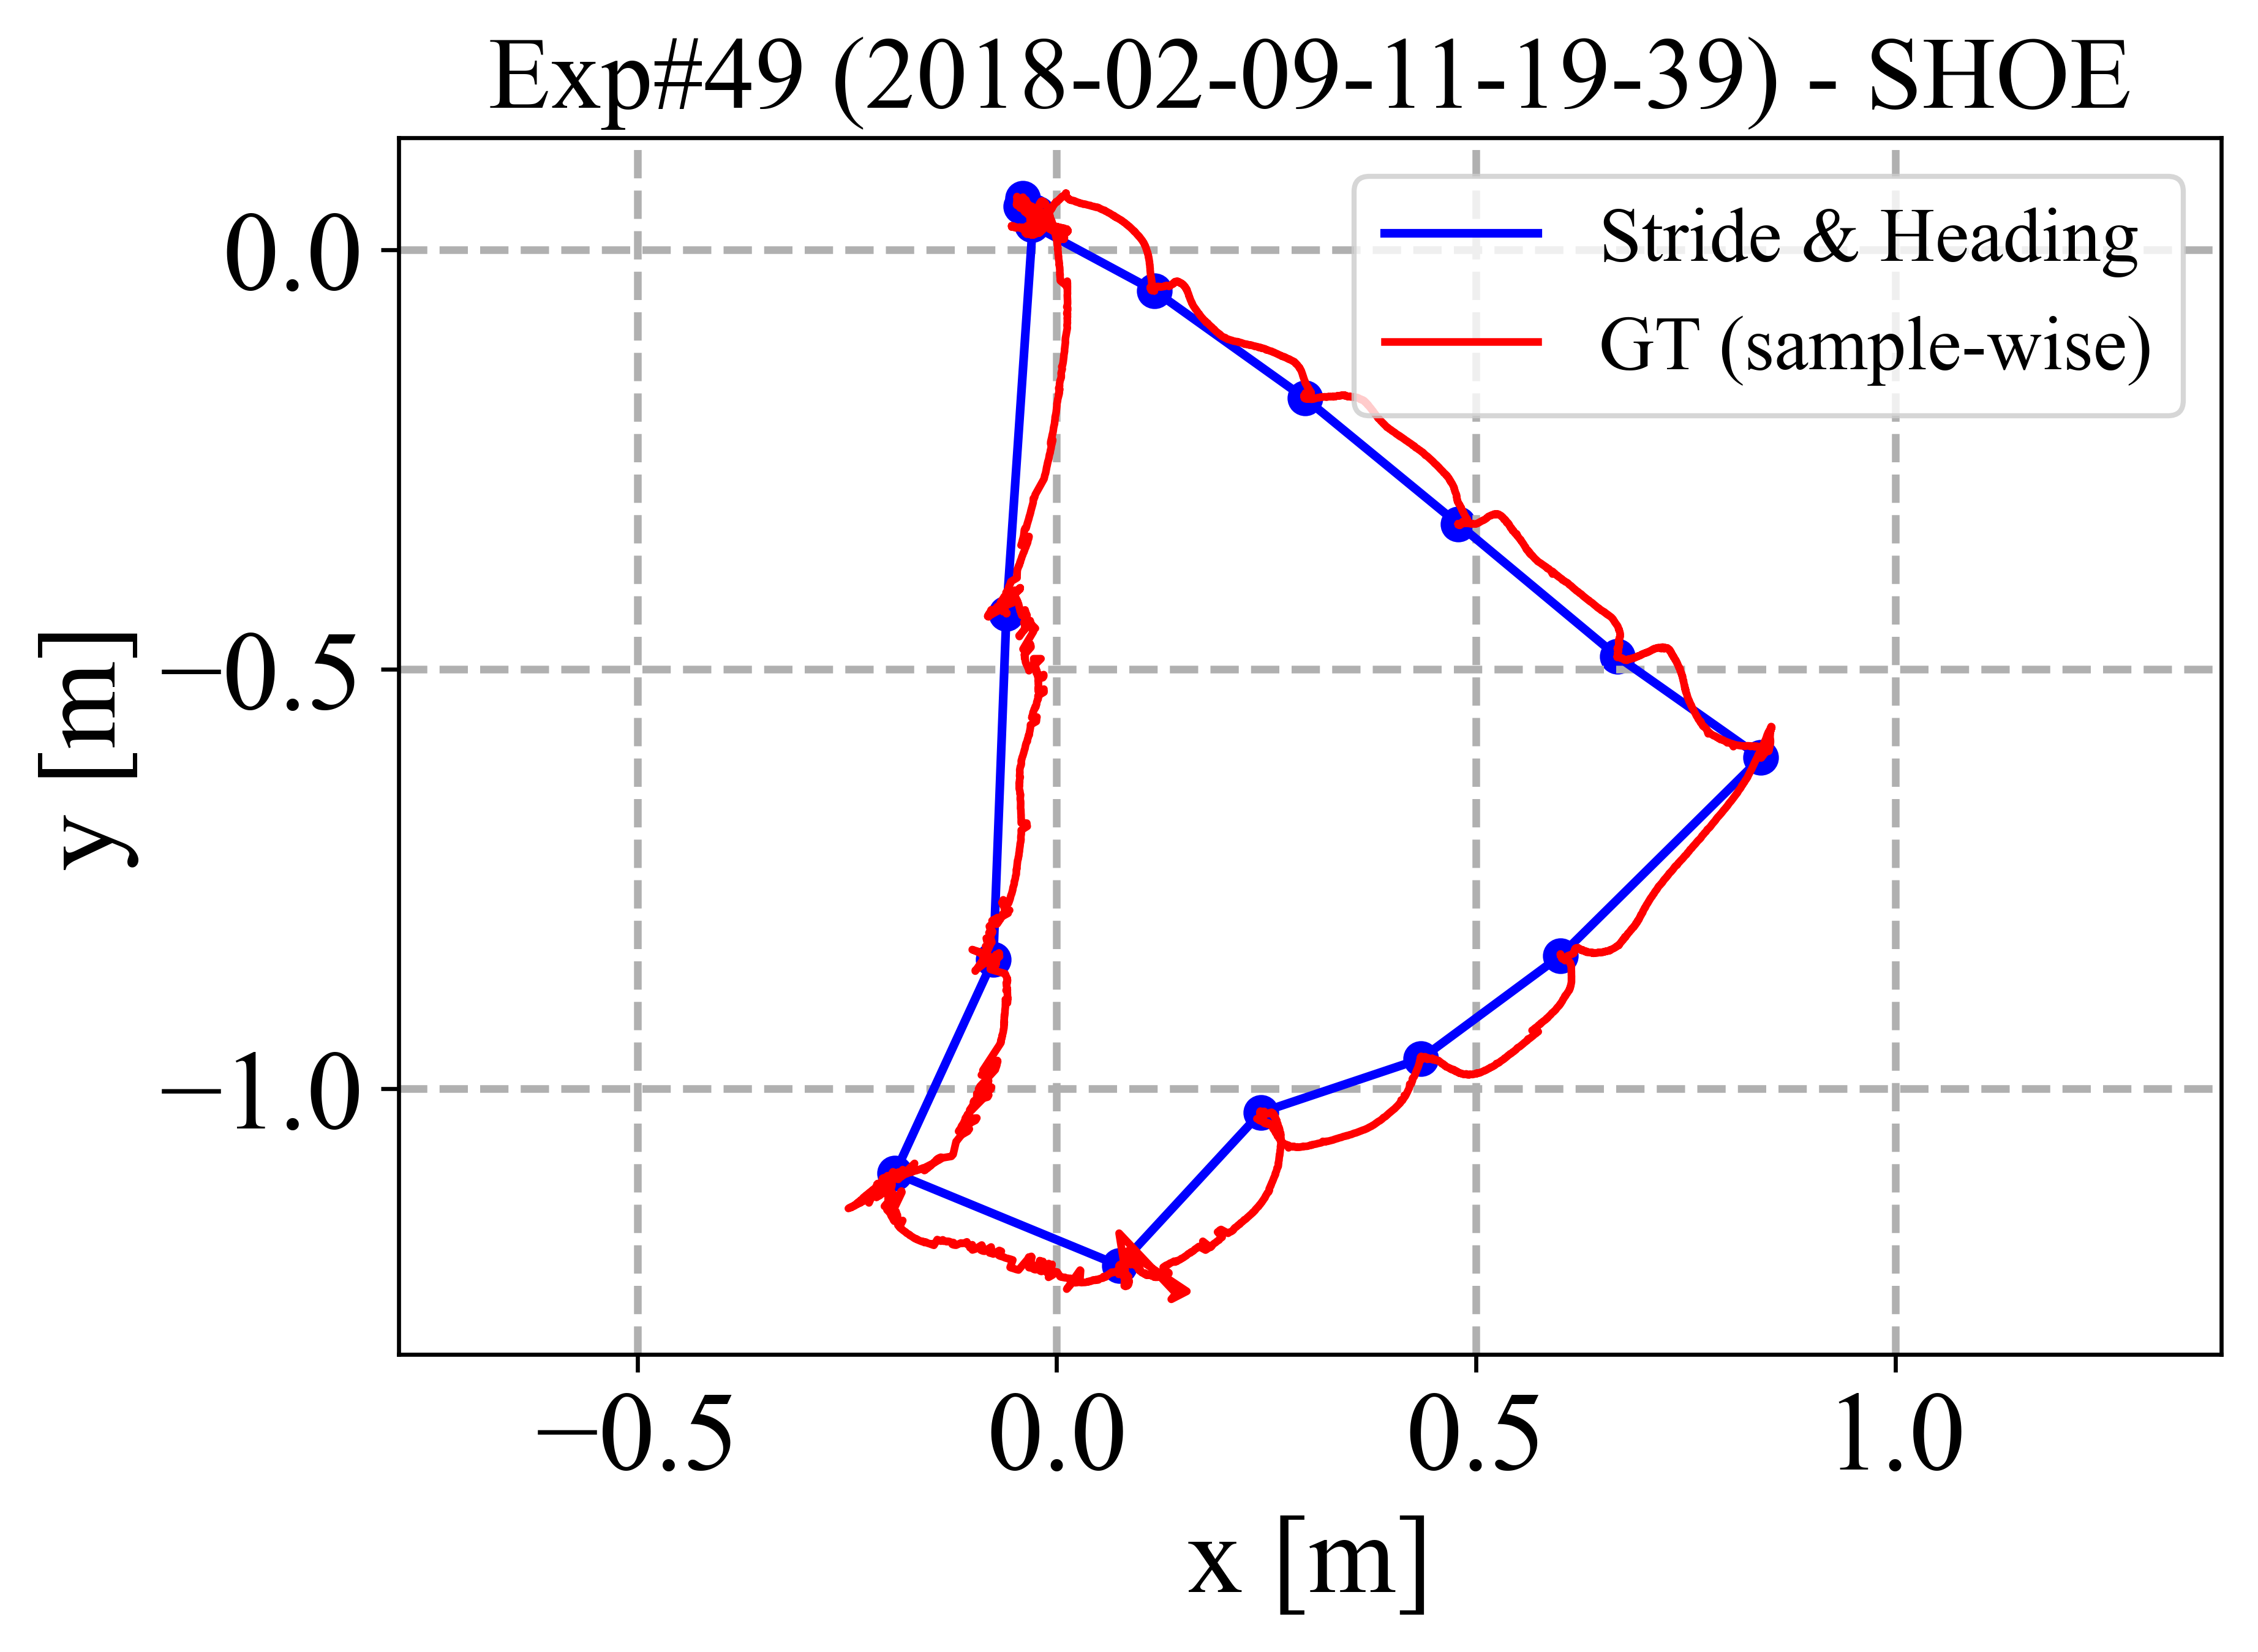 Exp#49 (2018-02-09-11-19-39) - SHOE
Stride & Heading
GT (sample-wise)
0.0
−0.5
−1.0
y [m]
−0.5 0.0 0.5 1.0
x [m]